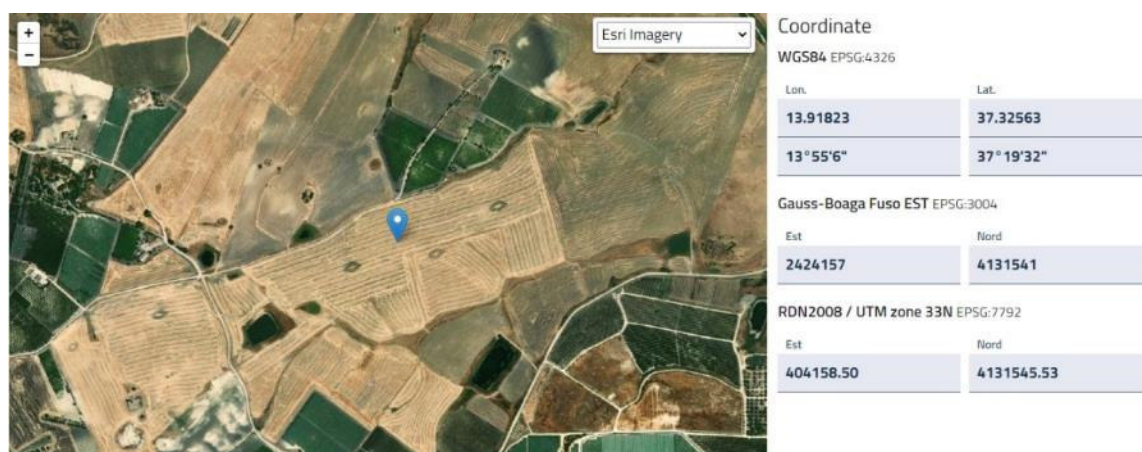 +
−
Esri Imagery
Coordinate
WGS84 EPSG:4326
Lon. Lat.
13.91823 37.32563
13°55'6" 37°19'32"
Gauss-Boaga Fuso EST EPSG:3004
Est Nord
2424157 4131541
RDN2008 / UTM zone 33N EPSG:7792
Est Nord
404158.50 4131545.53